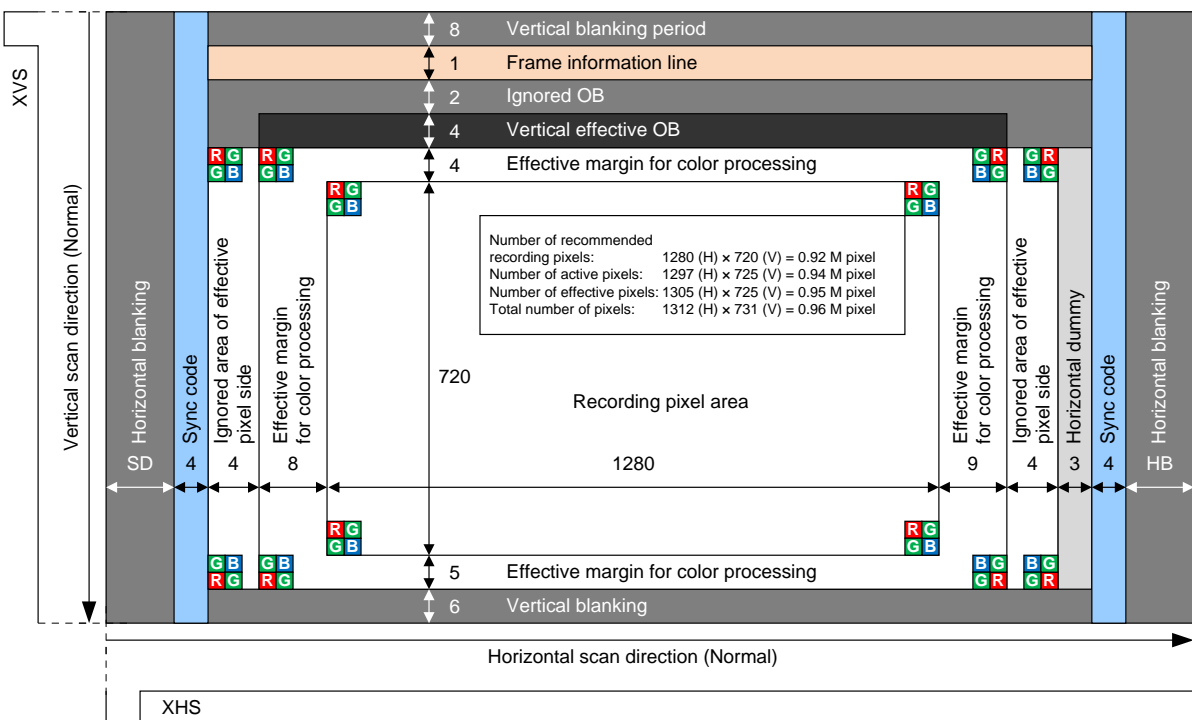 8 Vertical blanking period
1 Frame information line
2 Ignored OB
4 Vertical effective OB
4 Effective margin for color processing
R G R G G R G R
G B G B B G B G
R G R G
G B G B
XVS
Vertical scan direction (Normal)
Number of recommended
recording pixels: 1280 (H) × 720 (V) = 0.92 M pixel
Number of active pixels: 1297 (H) × 725 (V) = 0.94 M pixel
Number of effective pixels: 1305 (H) × 725 (V) = 0.95 M pixel
Total number of pixels: 1312 (H) × 731 (V) = 0.96 M pixel
Horizontal blanking
SD
Sync code
4
Ignored area of effective
pixel side
4
Effective margin
for color processing
8
720
Recording pixel area
1280
Effective margin
for color processing
9
Ignored area of effective
pixel side
4
Horizontal dummy
3
Sync code
4
Horizontal blanking
HB
R G R G
G B G B
G B G B B G B G
R G R G G R G R
5 Effective margin for color processing
6 Vertical blanking
Horizontal scan direction (Normal)
XHS